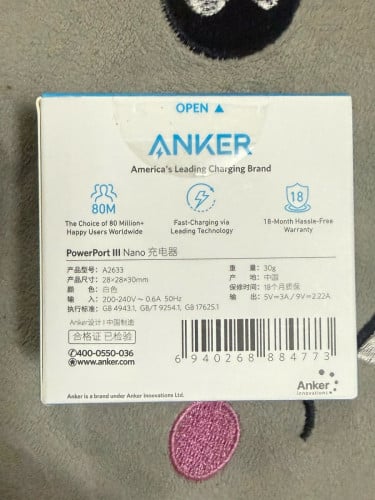 OPEN ▲
ANKER
America's Leading Charging Brand
80M
The Choice of 80 Million+
Happy Users Worldwide
Fast-Charging via
Leading Technology
18
18-Month Hassle-Free
Warranty
PowerPort III Nano 充电器
产品型号: A2633
产品尺寸: 28×28×30mm
颜 色: 白色
输 入: 200-240V～ 0.6A 50Hz
执行标准: GB 4943.1, GB/T 9254.1, GB 17625.1
重 量: 30g
产 地: 中国
保修时间: 18个月质保
输 出: 5V⎓3A / 9V⎓2.22A
Anker设计 | 中国制造
合格证 已检验
400-0550-036
www.anker.com
6 940268 884773
Anker
Innovations
Anker is a brand under Anker Innovations Ltd.